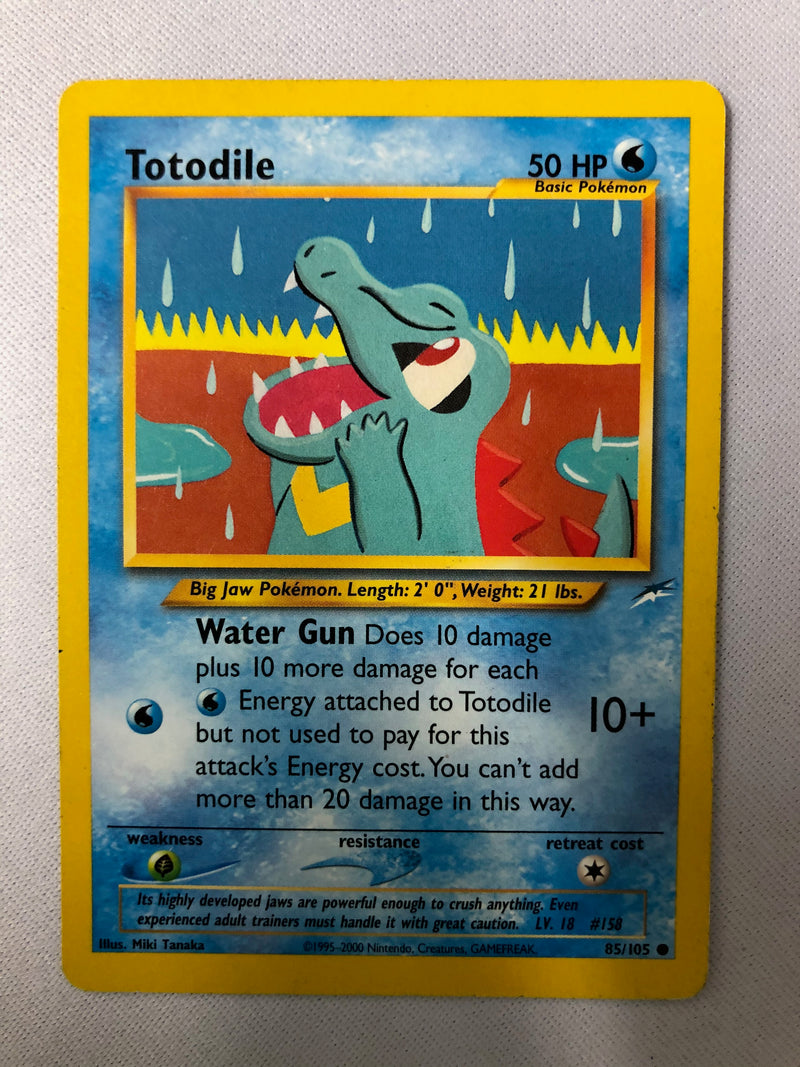 Totodile
50 HP
Basic Pokémon
Big Jaw Pokémon. Length: 2' 0", Weight: 21 lbs.
Water Gun Does 10 damage
plus 10 more damage for each
Energy attached to Totodile
but not used to pay for this
attack's Energy cost. You can't add
more than 20 damage in this way.
10+
weakness
resistance
retreat cost
Its highly developed jaws are powerful enough to crush anything. Even
experienced adult trainers must handle it with great caution. LV. 18 #158
Illus. Miki Tanaka
©1995-2000 Nintendo, Creatures, GAMEFREAK.
85/105